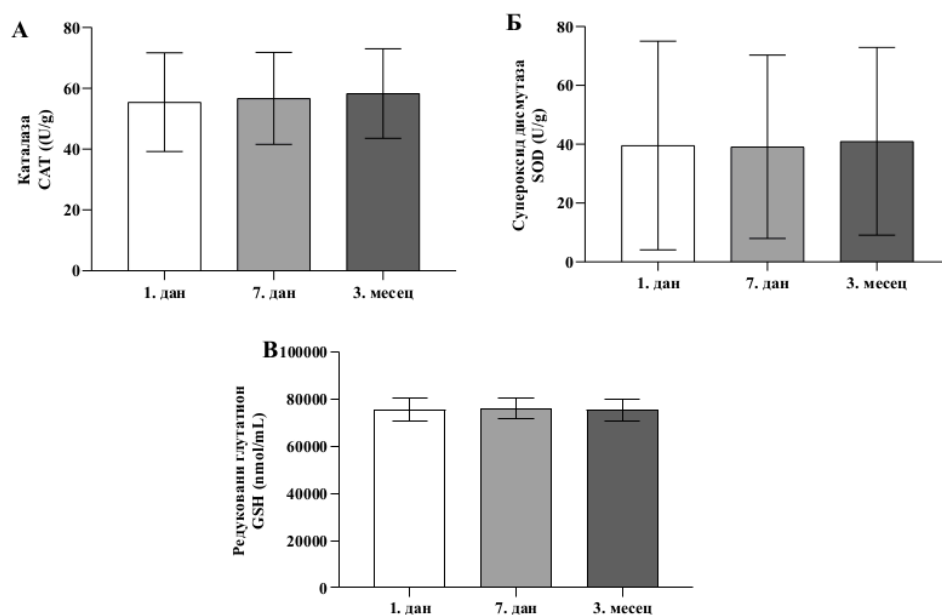 А
Каталаза
CAT ((U/g)
80
60
40
20
0
1. дан
7. дан
3. месец
Б
Супероксид дисмутаза
SOD (U/g)
80
60
40
20
0
1. дан
7. дан
3. месец
В
Редуковани глутатион
GSH (nmol/mL)
100000
80000
60000
40000
20000
0
1. дан
7. дан
3. месец